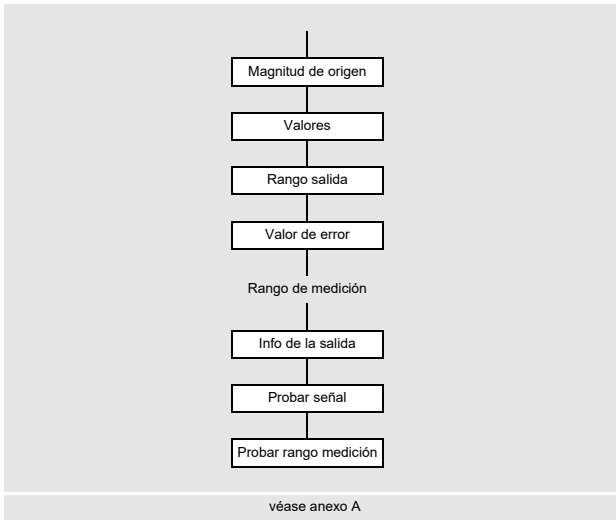 Magnitud de origen
Valores
Rango salida
Valor de error
Rango de medición
Info de la salida
Probar señal
Probar rango medición
véase anexo A